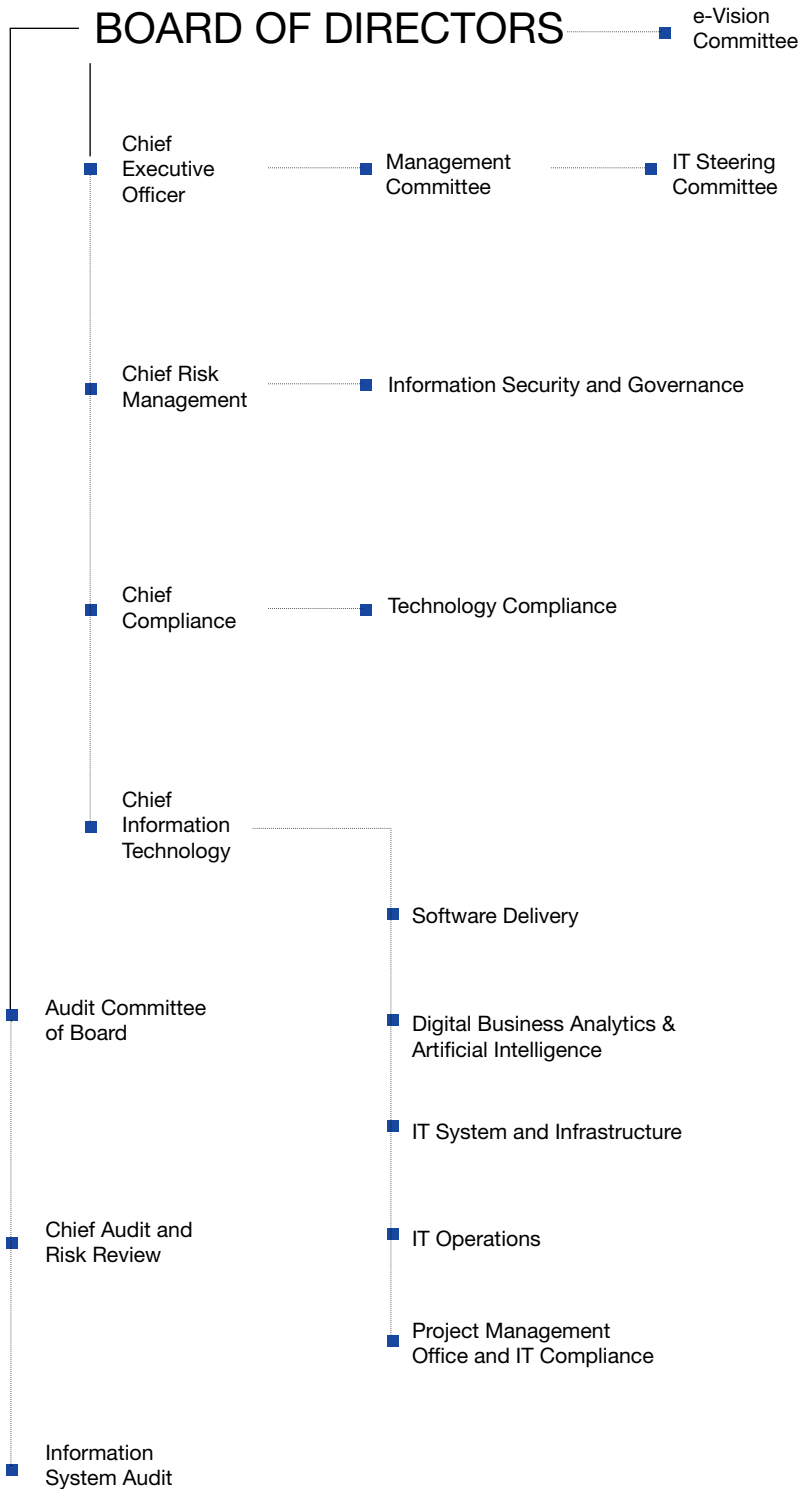 BOARD OF DIRECTORS
e-Vision
Committee
Chief
Executive
Officer
Management
Committee
IT Steering
Committee
Chief Risk
Management
Information Security and Governance
Chief
Compliance
Technology Compliance
Chief
Information
Technology
Software Delivery
Audit Committee
of Board
Digital Business Analytics &
Artificial Intelligence
IT System and Infrastructure
Chief Audit and
Risk Review
IT Operations
Project Management
Office and IT Compliance
Information
System Audit